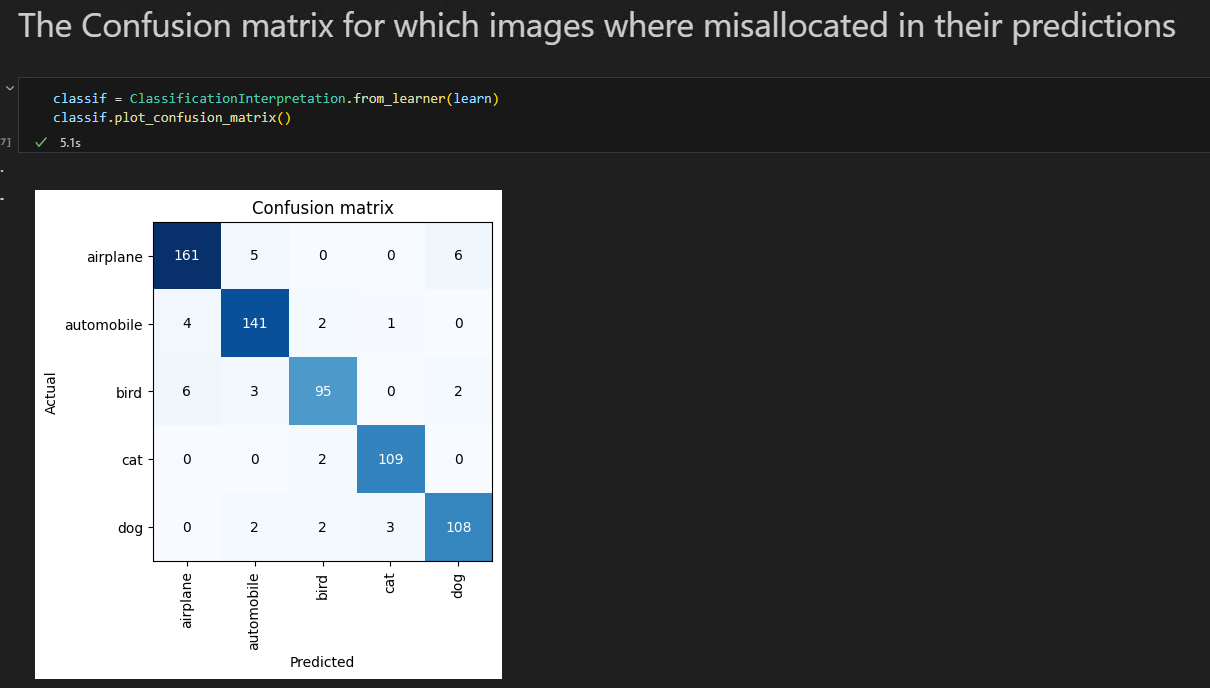 The Confusion matrix for which images where misallocated in their predictions
classif = ClassificationInterpretation.from_learner(learn)
classif.plot_confusion_matrix()
7]
5.1s
Confusion matrix
airplane 161 5 0 0 6
automobile 4 141 2 1 0
bird 6 3 95 0 2
cat 0 0 2 109 0
dog 0 2 2 3 108
Actual
airplane automobile bird cat dog
Predicted